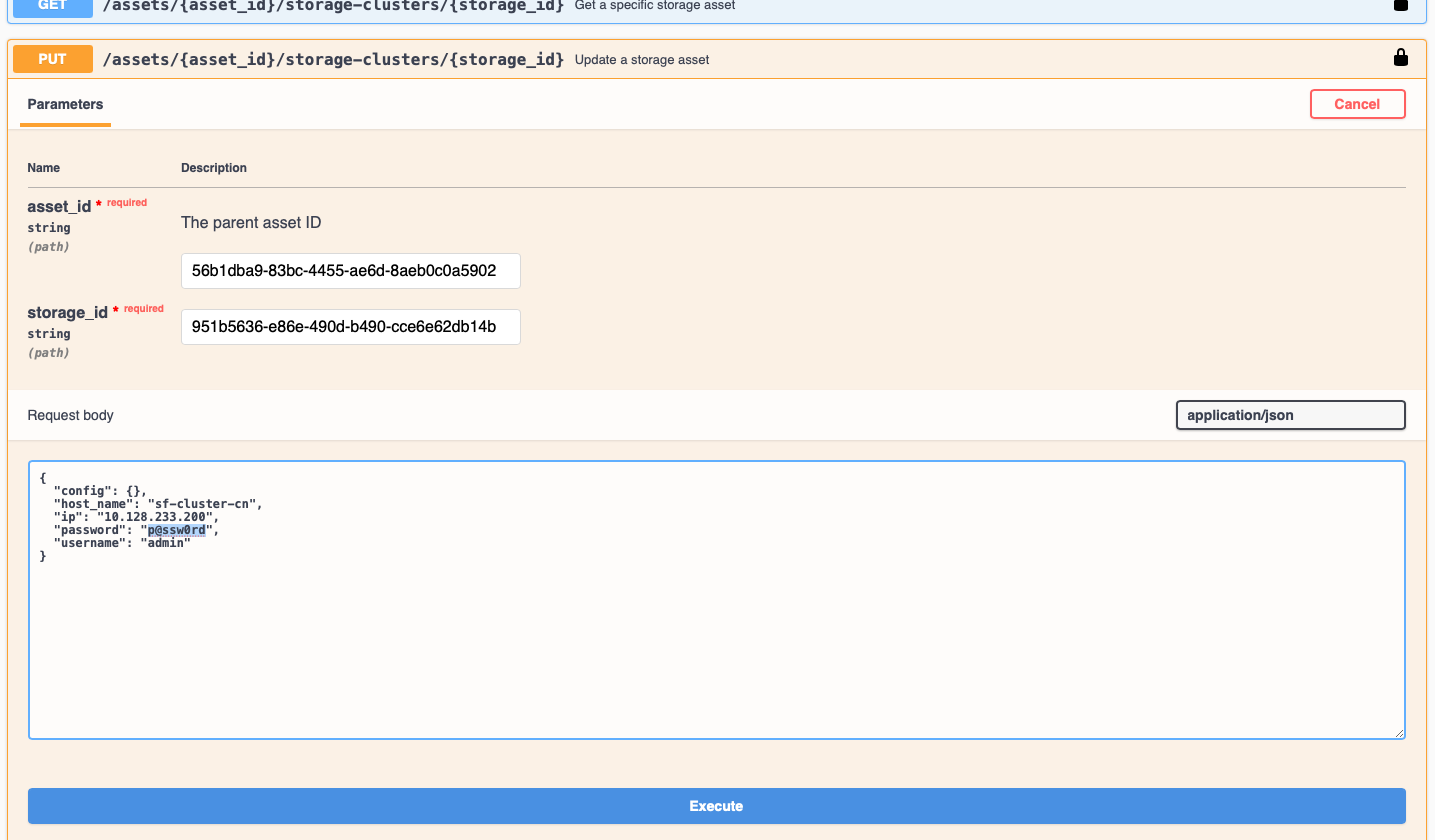 GET /assets/{asset_id}/storage-clusters/{storage_id} Get a specific storage asset
PUT /assets/{asset_id}/storage-clusters/{storage_id} Update a storage asset
Parameters
Cancel
Name Description
asset_id * required
string
(path)
The parent asset ID
56b1dba9-83bc-4455-ae6d-8aeb0c0a5902
storage_id * required
string
(path)
951b5636-e86e-490d-b490-cce6e62db14b
Request body
application/json
{
  "config": {},
  "host_name": "sf-cluster-cn",
  "ip": "10.128.233.200",
  "password": "p@ssw0rd",
  "username": "admin"
}
Execute